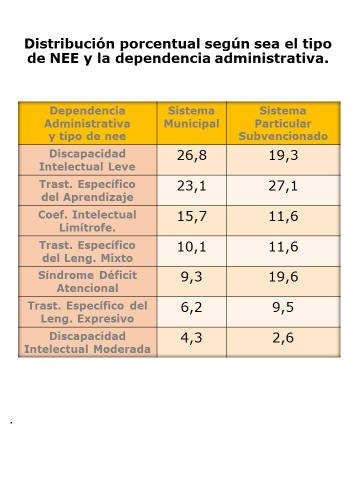 Distribución porcentual según sea el tipo
de NEE y la dependencia administrativa.
Dependencia
Administrativa
y tipo de nee
Sistema
Municipal
Sistema
Particular
Subvencionado
Discapacidad
Intelectual Leve
26,8
19,3
Trast. Específico
del Aprendizaje
23,1
27,1
Coef. Intelectual
Limítrofe.
15,7
11,6
Trast. Específico
del Leng. Mixto
10,1
11,6
Síndrome Déficit
Atencional
9,3
19,6
Trast. Específico del
Leng. Expresivo
6,2
9,5
Discapacidad
Intelectual Moderada
4,3
2,6
.